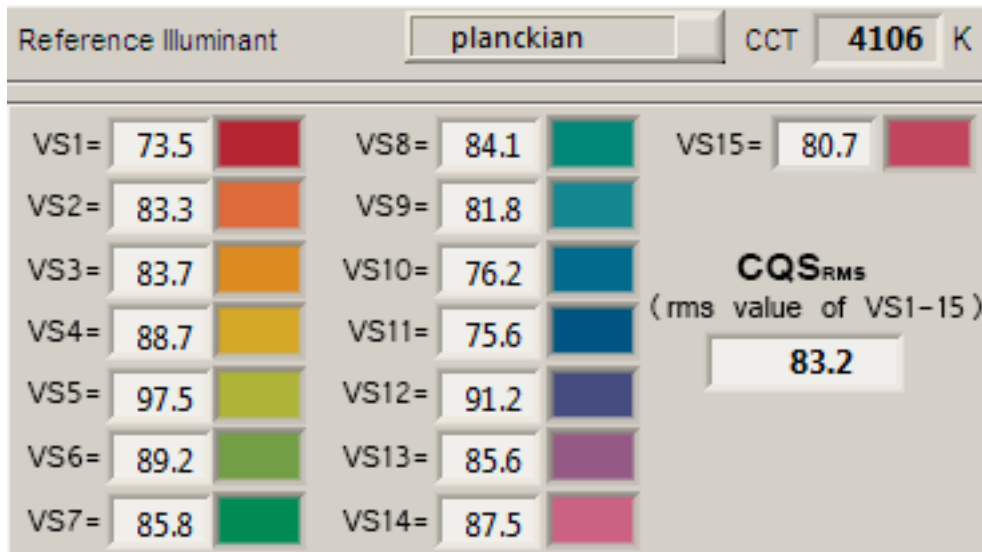 Reference Illuminant planckian CCT 4106 K
VS1= 73.5 VS8= 84.1 VS15= 80.7
VS2= 83.3 VS9= 81.8
VS3= 83.7 VS10= 76.2 CQSRMS
(rms value of VS1-15)
VS4= 88.7 VS11= 75.6 83.2
VS5= 97.5 VS12= 91.2
VS6= 89.2 VS13= 85.6
VS7= 85.8 VS14= 87.5